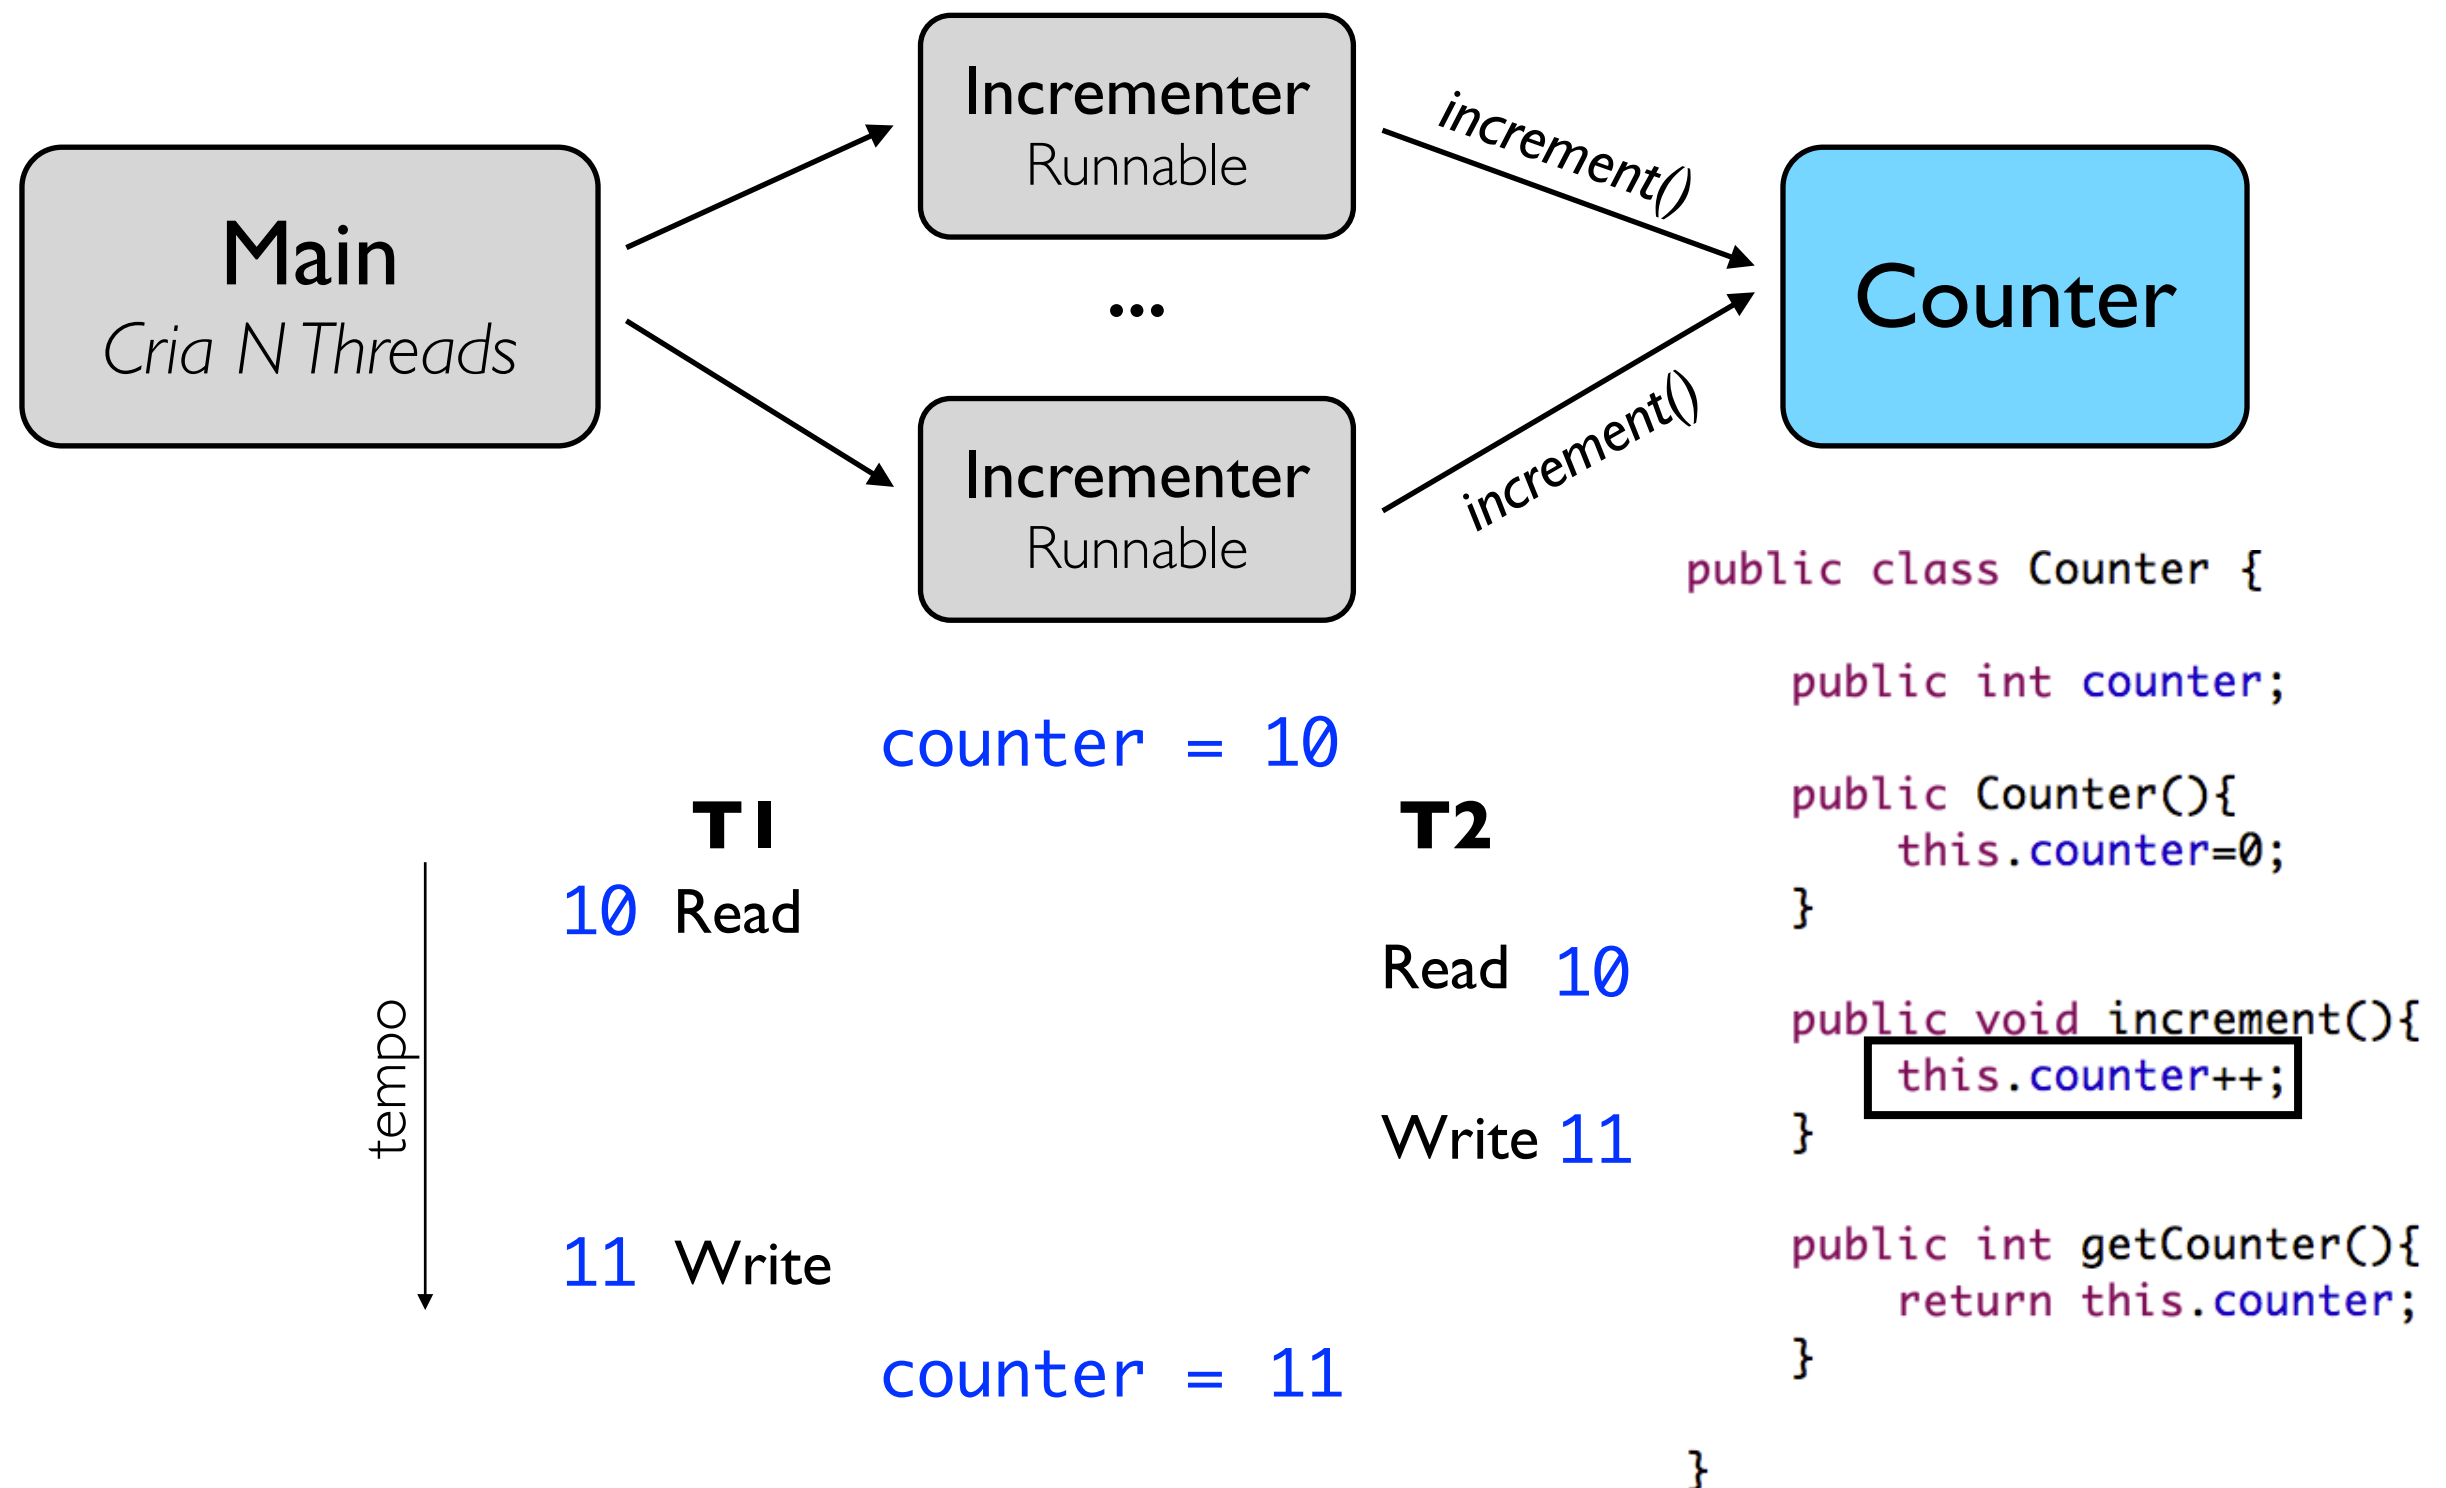 Main
Cria N Threads
Incrementer
Runnable
...
Incrementer
Runnable
increment()
increment()
Counter
counter = 10
T1
T2
10 Read
Read 10
Write 11
11 Write
tempo
counter = 11
public class Counter {
public int counter;
public Counter(){
this.counter=0;
}
public void increment(){
this.counter++;
}
public int getCounter(){
return this.counter;
}
}